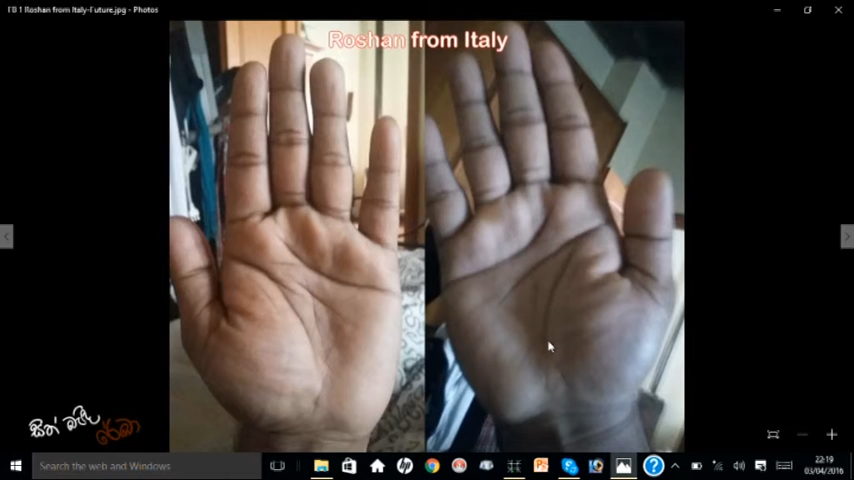 FB 1 Roshan from Italy-Future.jpg - Photos
Roshan from Italy
සිත් බැඳි
රේඛා
Search the web and Windows
22:19
03/04/2016